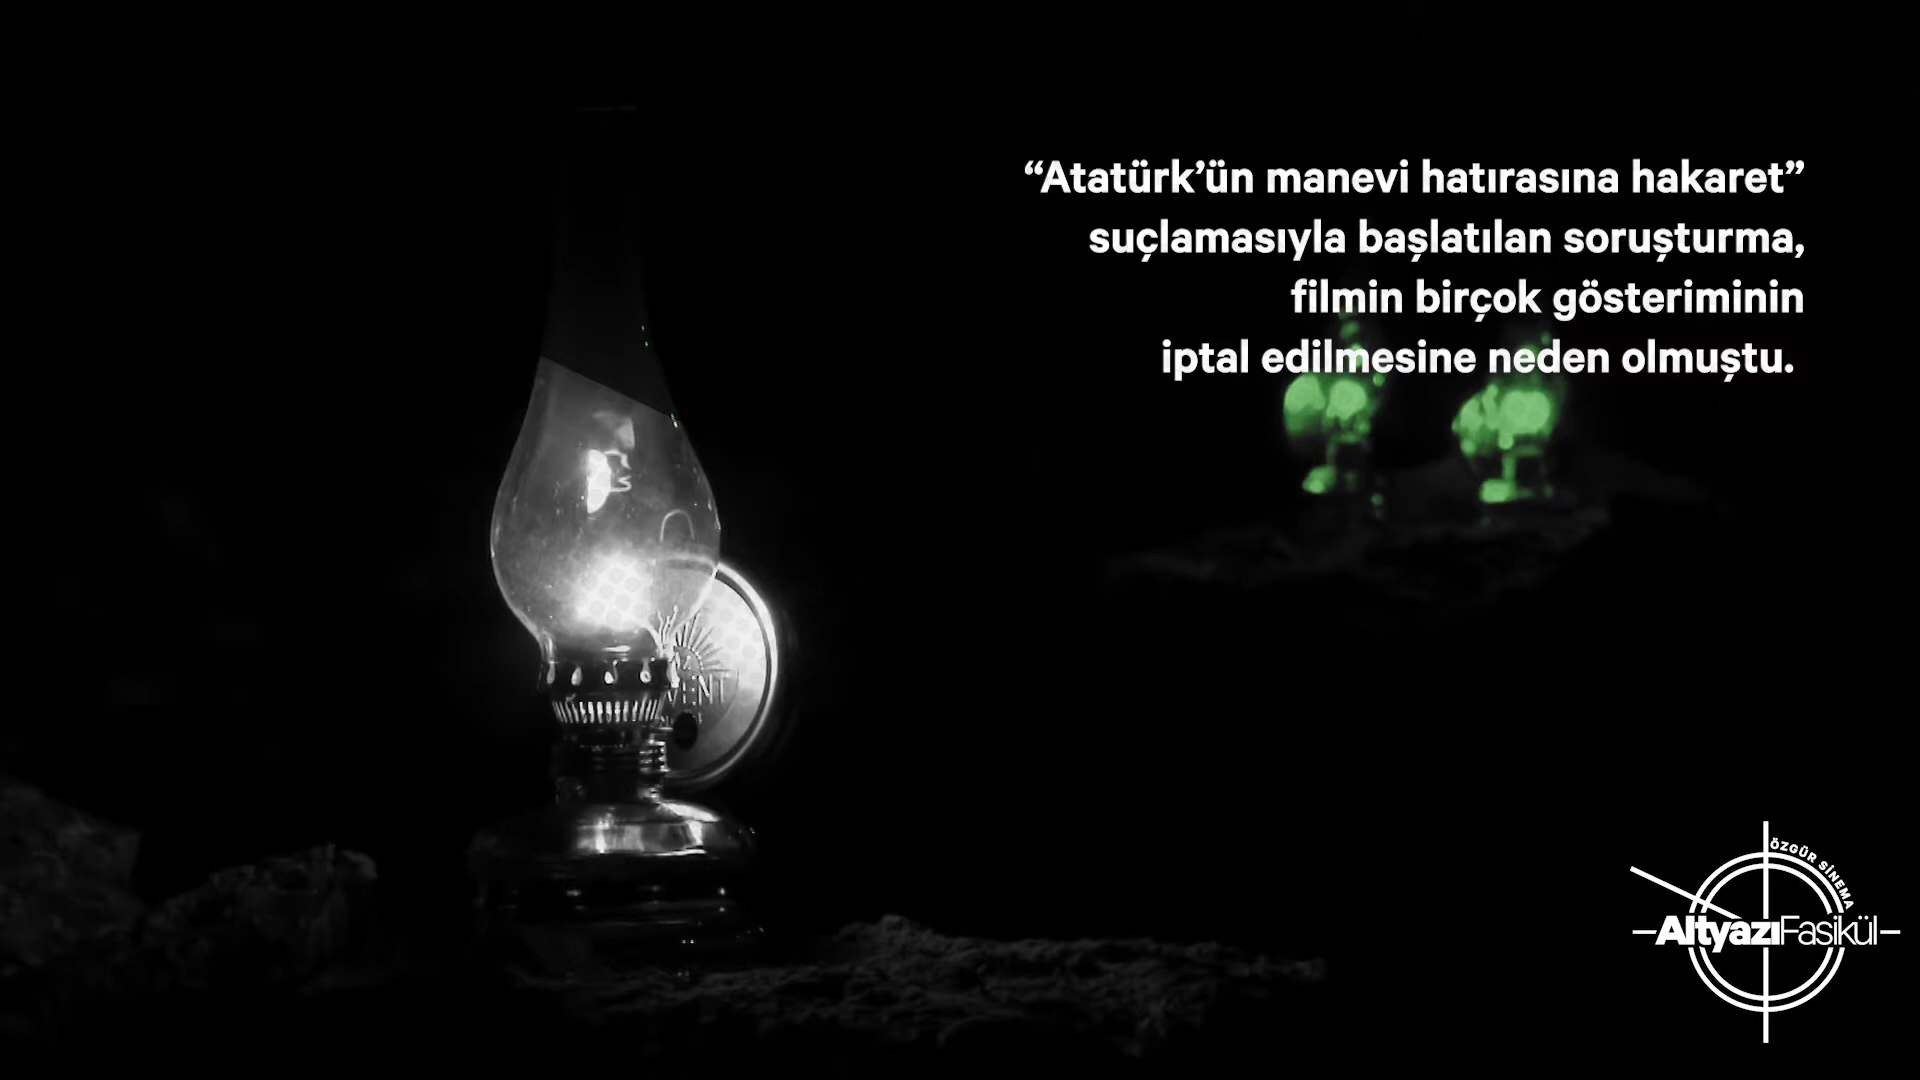 “Atatürk’ün manevi hatırasına hakaret”
suçlamasıyla başlatılan soruşturma,
filmin birçok gösteriminin
iptal edilmesine neden olmuştu.
VENT
ÖZGÜR SİNEMA
AltyazıFasikül